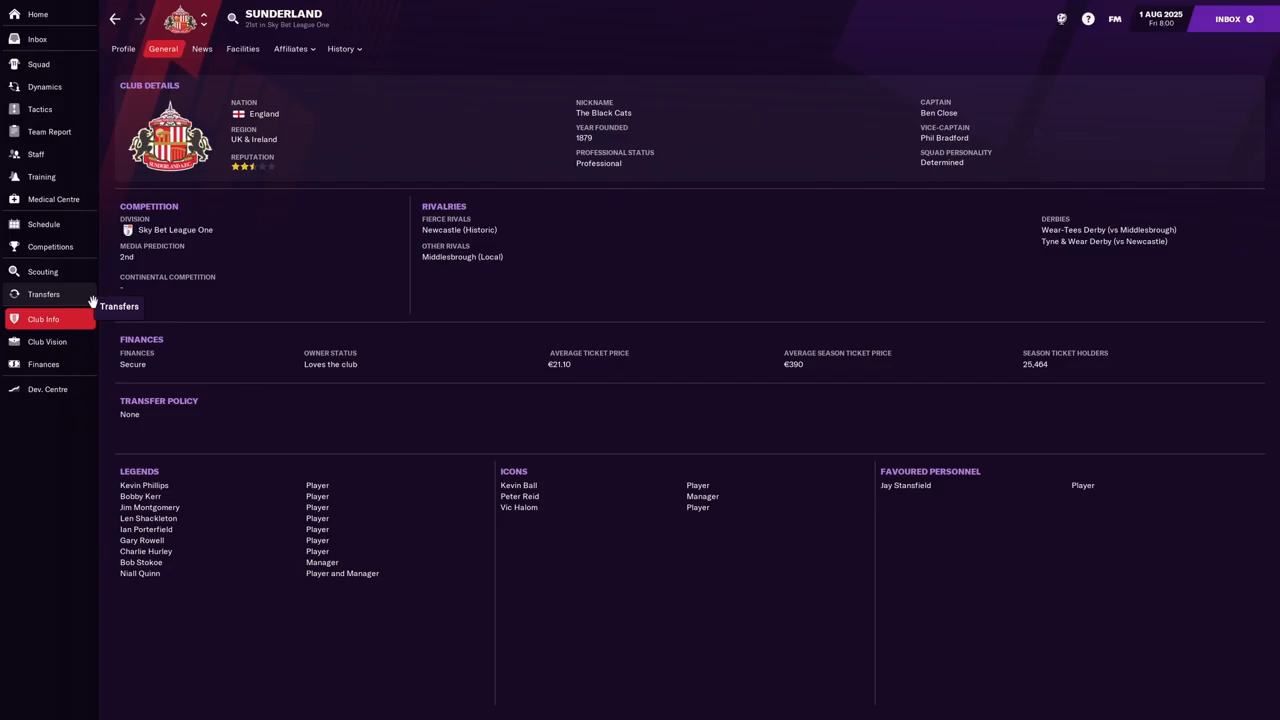 Home
Inbox
Squad
Dynamics
Tactics
Team Report
Staff
Training
Medical Centre
Schedule
Competitions
Scouting
Transfers
Club Info
Club Vision
Finances
Dev. Centre
Transfers
SUNDERLAND
21st in Sky Bet League One
FM
1 AUG 2025
Fri 8:00
INBOX
Profile
General
News
Facilities
Affiliates
History
CLUB DETAILS
NATION
England
REGION
UK & Ireland
REPUTATION
NICKNAME
The Black Cats
YEAR FOUNDED
1879
PROFESSIONAL STATUS
Professional
CAPTAIN
Ben Close
VICE-CAPTAIN
Phil Bradford
SQUAD PERSONALITY
Determined
COMPETITION
DIVISION
Sky Bet League One
MEDIA PREDICTION
2nd
CONTINENTAL COMPETITION
-
RIVALRIES
FIERCE RIVALS
Newcastle (Historic)
OTHER RIVALS
Middlesbrough (Local)
DERBIES
Wear-Tees Derby (vs Middlesbrough)
Tyne & Wear Derby (vs Newcastle)
FINANCES
FINANCES
Secure
OWNER STATUS
Loves the club
AVERAGE TICKET PRICE
€21.10
AVERAGE SEASON TICKET PRICE
€390
SEASON TICKET HOLDERS
25,464
TRANSFER POLICY
None
LEGENDS
Kevin Phillips Player
Bobby Kerr Player
Jim Montgomery Player
Len Shackleton Player
Ian Porterfield Player
Gary Rowell Player
Charlie Hurley Player
Bob Stokoe Manager
Niall Quinn Player and Manager
ICONS
Kevin Ball Player
Peter Reid Manager
Vic Halom Player
FAVOURED PERSONNEL
Jay Stansfield Player